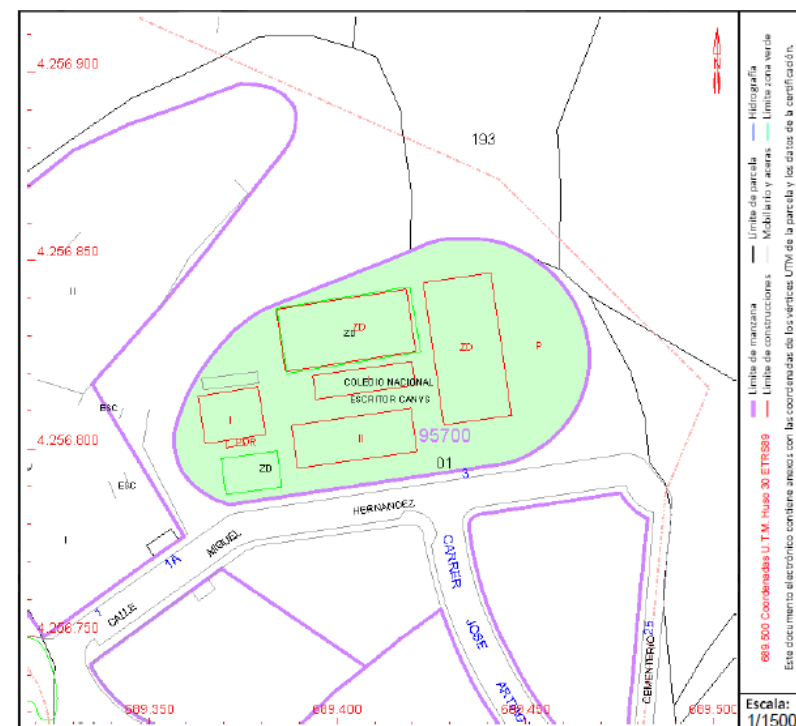 4.256.900
193
4.256.850
II
ZD
ZD
ZD
P
I
COLEGIO NACIONAL
ESCRITOR CANYS
ESC
I
T_POR
II
95700
4.256.800
01
ZD
3
ESC
HERNANDEZ
MIGUEL
I
1A
CALLE
1
CARRER
JOSE
4.256.750
25
CEMENTERIO
689.350
689.400
689.450
689.500
Límite de manzana
Límite de parcela
Hidrografía
Límite de construcciones
Mobiliario y aceras
Límite zona verde
689.500 Coordenadas U.T.M. Huso 30 ETRS89
Este documento electrónico contiene anexos con las coordenadas de los vértices UTM de la parcela y los datos de la certificación.
Escala:
1/1500